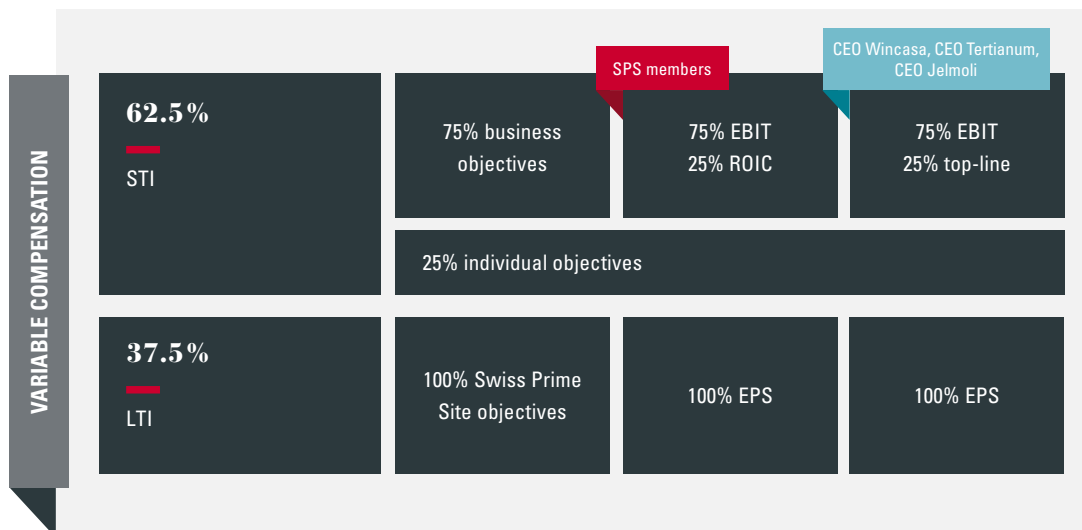 VARIABLE COMPENSATION
SPS members
CEO Wincasa, CEO Tertianum,
CEO Jelmoli
62.5%
STI
75% business
objectives
75% EBIT
25% ROIC
75% EBIT
25% top-line
25% individual objectives
37.5%
LTI
100% Swiss Prime
Site objectives
100% EPS
100% EPS